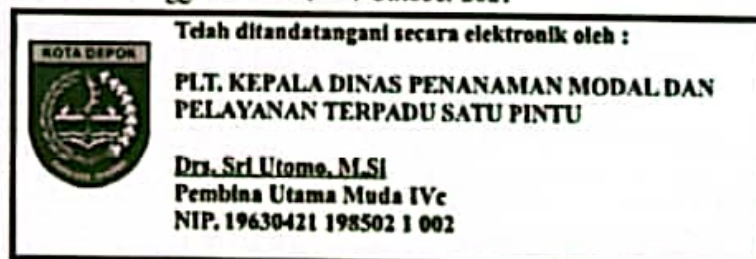 Telah ditandatangani secara elektronik oleh :
KOTA DEPOK
PLT. KEPALA DINAS PENANAMAN MODAL DAN
PELAYANAN TERPADU SATU PINTU
Drs. Sri Utomo, M.Si
Pembina Utama Muda IVc
NIP. 19630421 198502 1 002